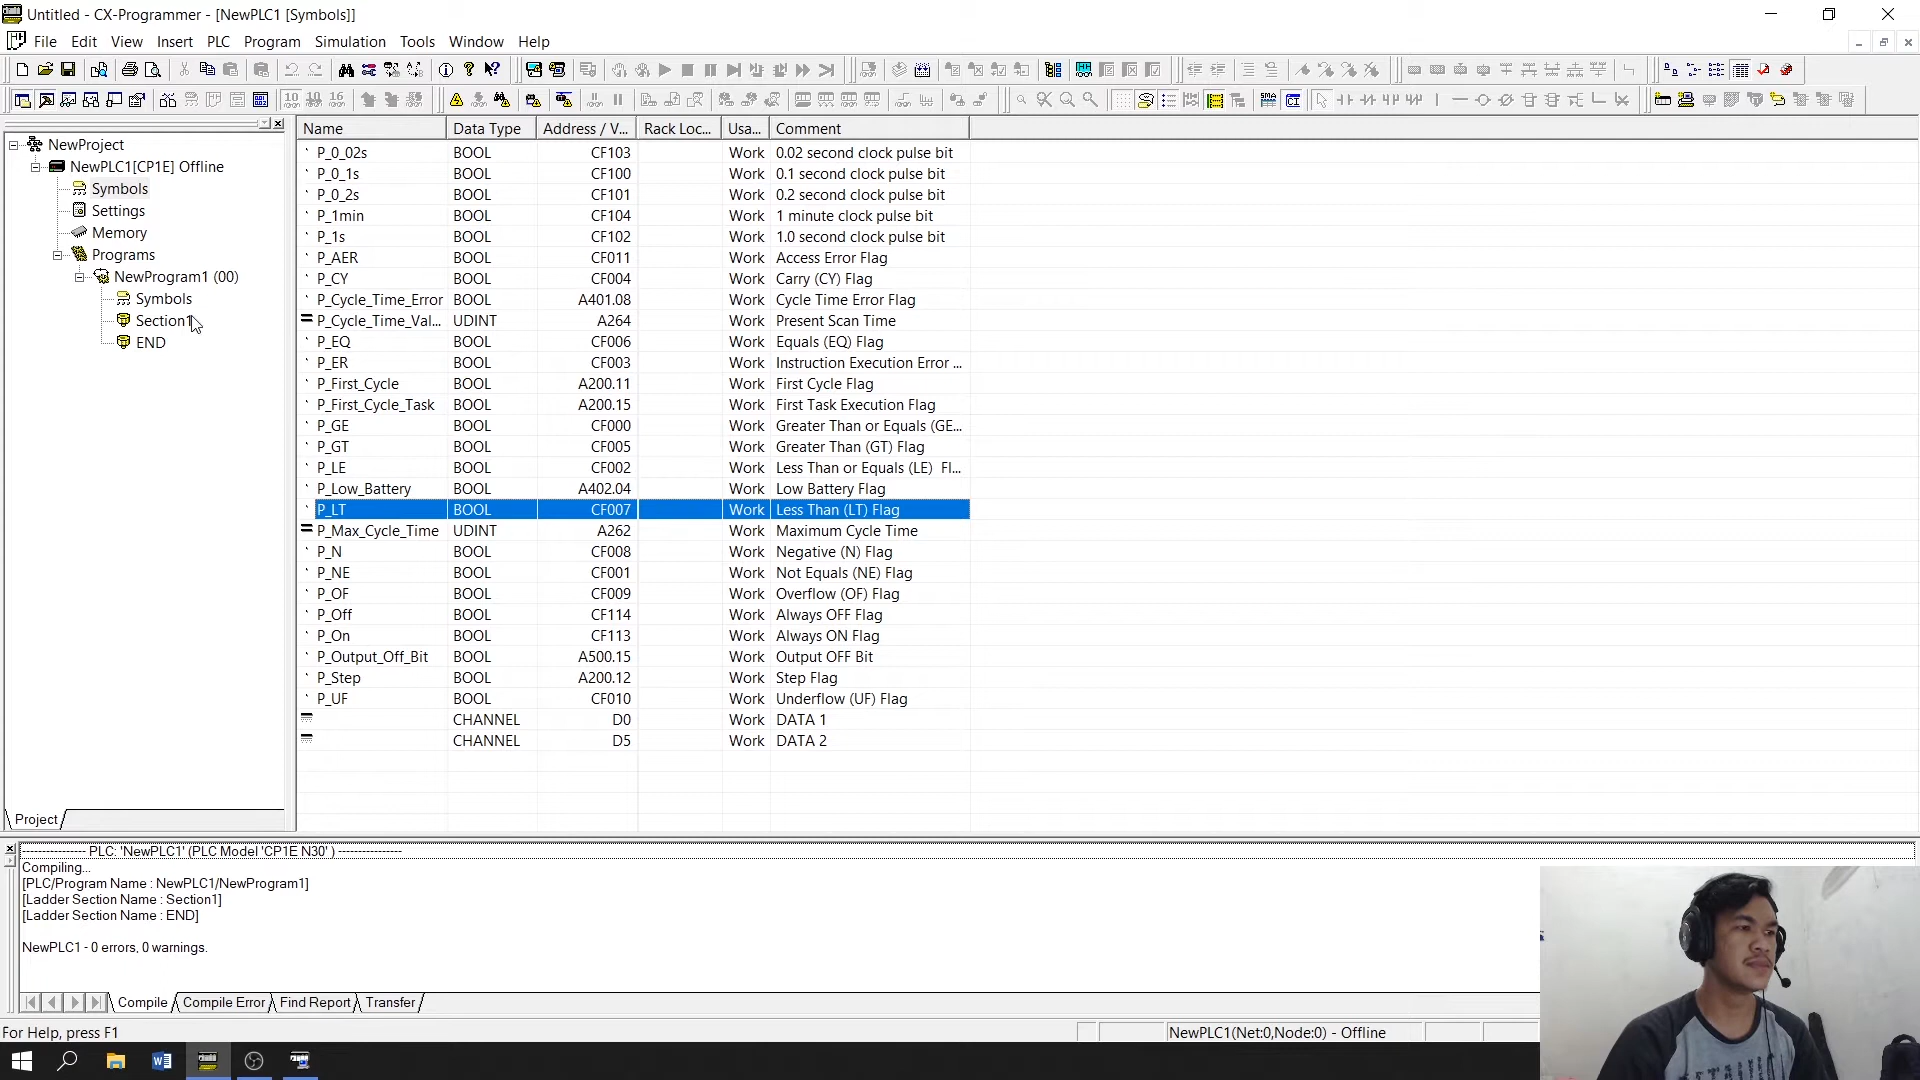 Untitled - CX-Programmer - [NewPLC1 [Symbols]]
File Edit View Insert PLC Program Simulation Tools Window Help
NewProject
NewPLC1[CP1E] Offline
Symbols
Settings
Memory
Programs
NewProgram1 (00)
Symbols
Section1
END
Project
Name Data Type Address / V... Rack Loc... Usa... Comment
P_0_02s BOOL CF103 Work 0.02 second clock pulse bit
P_0_1s BOOL CF100 Work 0.1 second clock pulse bit
P_0_2s BOOL CF101 Work 0.2 second clock pulse bit
P_1min BOOL CF104 Work 1 minute clock pulse bit
P_1s BOOL CF102 Work 1.0 second clock pulse bit
P_AER BOOL CF011 Work Access Error Flag
P_CY BOOL CF004 Work Carry (CY) Flag
P_Cycle_Time_Error BOOL A401.08 Work Cycle Time Error Flag
P_Cycle_Time_Val... UDINT A264 Work Present Scan Time
P_EQ BOOL CF006 Work Equals (EQ) Flag
P_ER BOOL CF003 Work Instruction Execution Error ...
P_First_Cycle BOOL A200.11 Work First Cycle Flag
P_First_Cycle_Task BOOL A200.15 Work First Task Execution Flag
P_GE BOOL CF000 Work Greater Than or Equals (GE...
P_GT BOOL CF005 Work Greater Than (GT) Flag
P_LE BOOL CF002 Work Less Than or Equals (LE) Fl...
P_Low_Battery BOOL A402.04 Work Low Battery Flag
P_LT BOOL CF007 Work Less Than (LT) Flag
P_Max_Cycle_Time UDINT A262 Work Maximum Cycle Time
P_N BOOL CF008 Work Negative (N) Flag
P_NE BOOL CF001 Work Not Equals (NE) Flag
P_OF BOOL CF009 Work Overflow (OF) Flag
P_Off BOOL CF114 Work Always OFF Flag
P_On BOOL CF113 Work Always ON Flag
P_Output_Off_Bit BOOL A500.15 Work Output OFF Bit
P_Step BOOL A200.12 Work Step Flag
P_UF BOOL CF010 Work Underflow (UF) Flag
CHANNEL D0 Work DATA 1
CHANNEL D5 Work DATA 2
---------------- PLC: 'NewPLC1' (PLC Model 'CP1E N30' ) ----------------
Compiling...
[PLC/Program Name : NewPLC1/NewProgram1]
[Ladder Section Name : Section1]
[Ladder Section Name : END]
NewPLC1 - 0 errors, 0 warnings.
Compile Compile Error Find Report Transfer
For Help, press F1
NewPLC1(Net:0,Node:0) - Offline